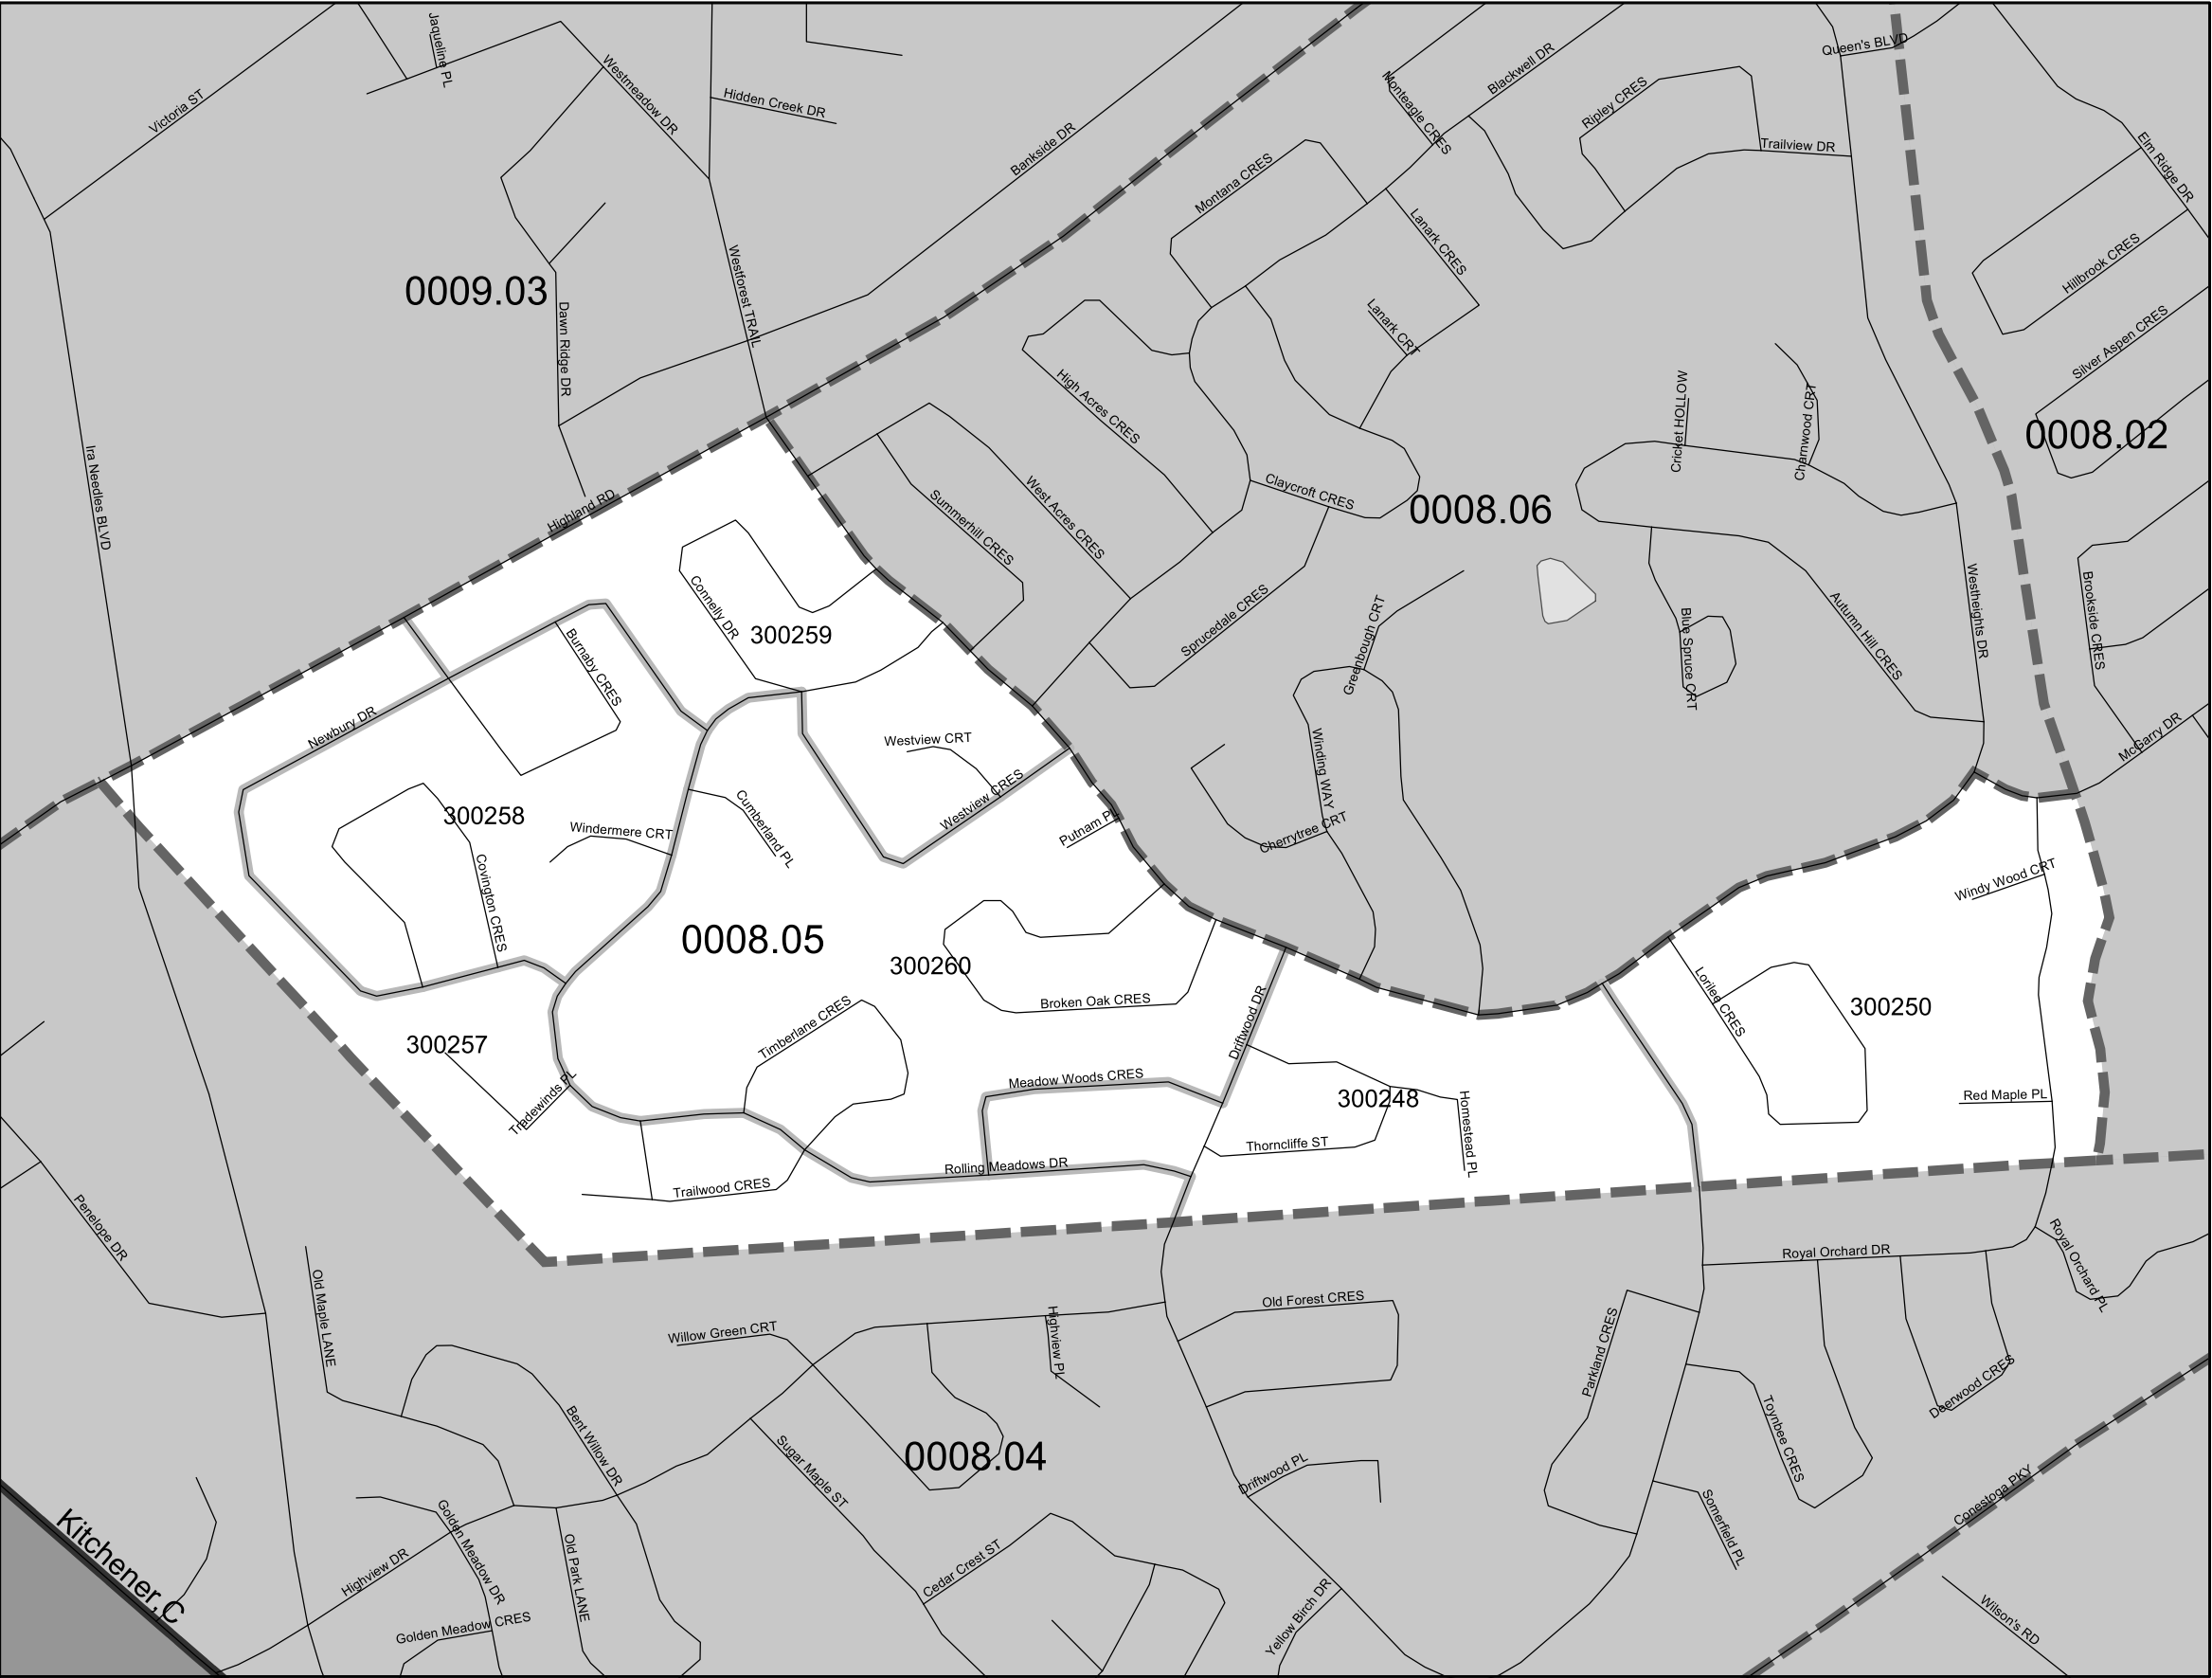 Jaqueline PL
Queen's BLVD
Victoria ST
Westmeadow DR
Hidden Creek DR
Blackwell DR
Monteagle CRES
Ripley CRES
Bankside DR
Trailview DR
Elm Ridge DR
Montana CRES
Lanark CRES
Hillbrook CRES
Westforest TRAIL
0009.03
Dawn Ridge DR
Lanark CRT
Silver Aspen CRES
High Acres CRES
Cricket HOLLOW
Charnwood CRT
0008.02
Ira Needles BLVD
Highland RD
Summerhill CRES
West Acres CRES
Claycroft CRES
0008.06
Connelly DR
300259
Burnaby CRES
Sprucedale CRES
Greenbough CRT
Blue Spruce CRT
Autumn Hill CRES
Westheights DR
Brookside CRES
Newbury DR
Westview CRT
McGarry DR
300258
Windermere CRT
Cumberland PL
Westview CRES
Putnam PL
Winding WAY
Cherrytree CRT
Covington CRES
Windy Wood CRT
0008.05
300260
Broken Oak CRES
Lorilee CRES
300250
300257
Timberlane CRES
Driftwood DR
Tradewinds PL
Meadow Woods CRES
300248
Homestead PL
Red Maple PL
Thorncliffe ST
Rolling Meadows DR
Trailwood CRES
Penelope DR
Royal Orchard DR
Royal Orchard PL
Old Maple LANE
Old Forest CRES
Willow Green CRT
Highview PL
Parkland CRES
Deerwood CRES
Toynbee CRES
Bent Willow DR
0008.04
Sugar Maple ST
Driftwood PL
Conestoga PKY
Somerfield PL
Kitchener, C
Golden Meadow DR
Highview DR
Old Park LANE
Cedar Crest ST
Golden Meadow CRES
Yellow Birch DR
Wilson's RD